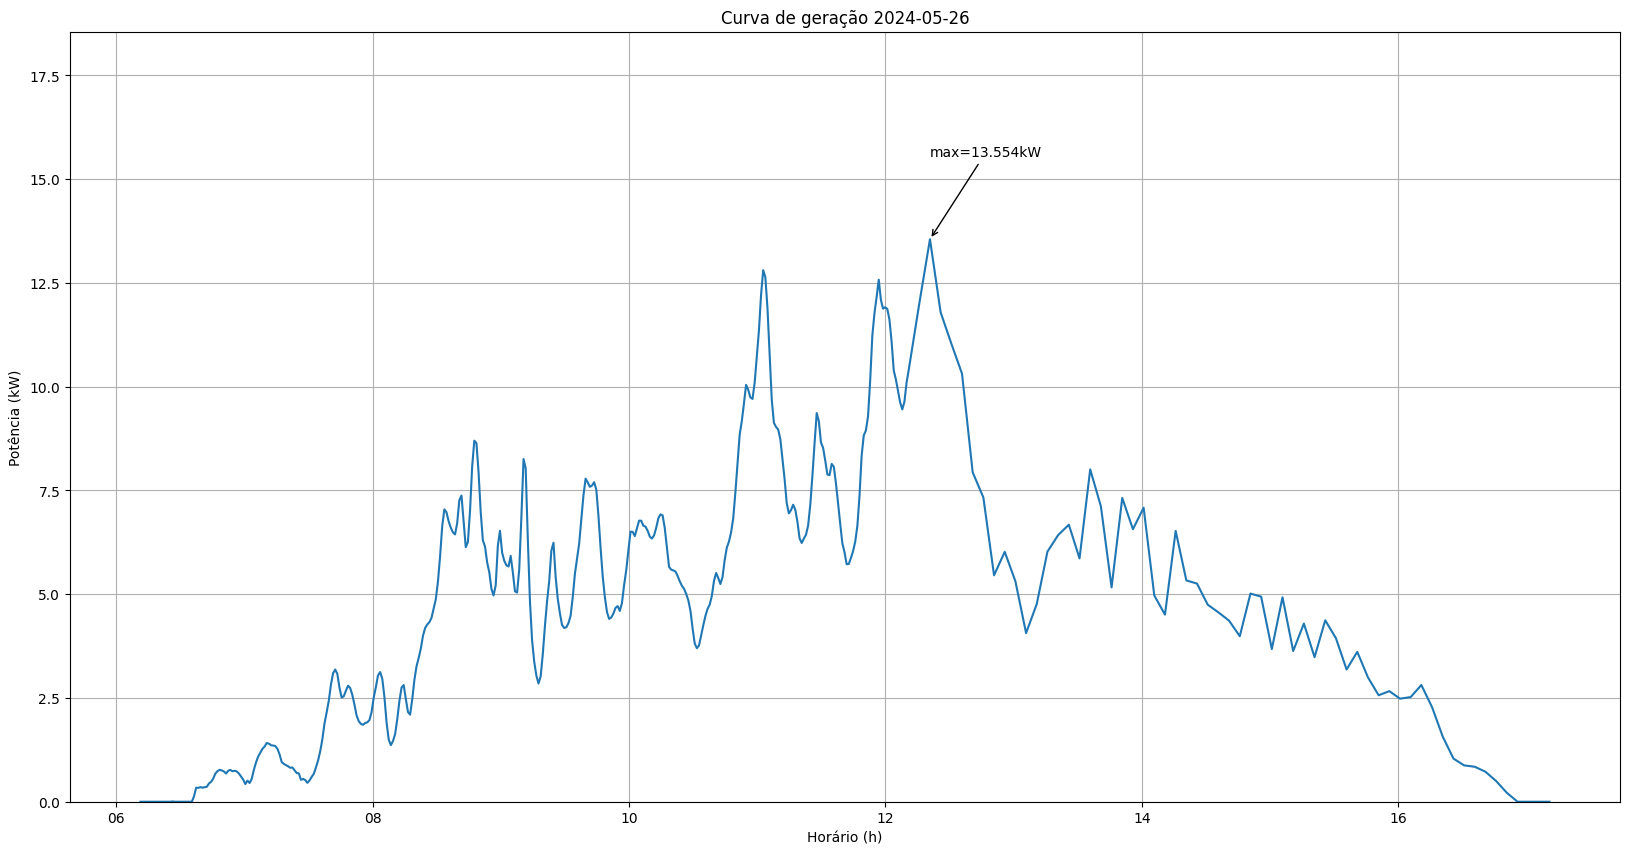 Curva de geração 2024-05-26
17.5
15.0
12.5
10.0
7.5
5.0
2.5
0.0
Potência (kW)
max=13.554kW
06 08 10 12 14 16
Horário (h)